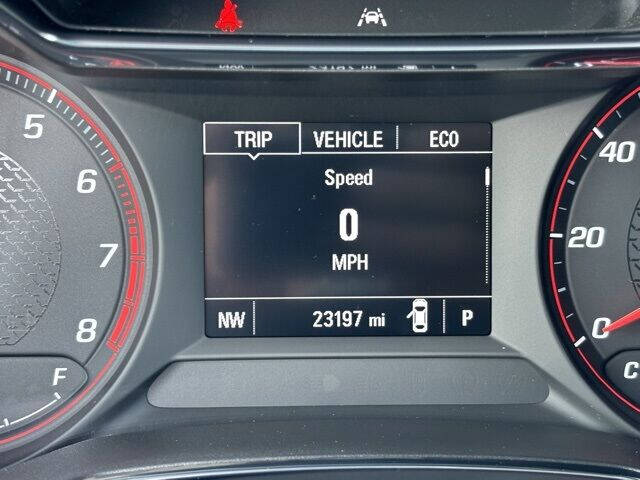 TRIP VEHICLE ECO
Speed
0
MPH
NW 23197 mi P
5
6
7
8
F
40
20
0
C